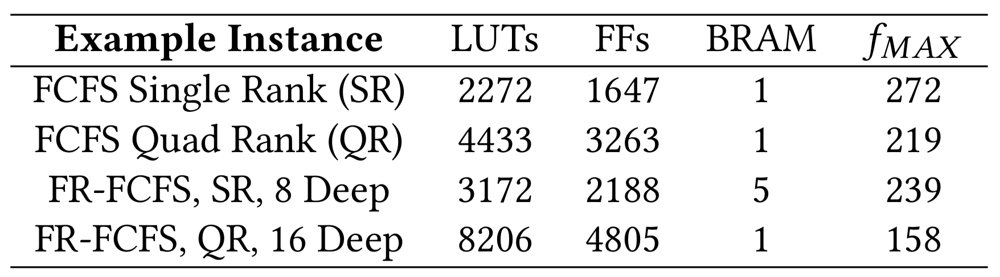 Example Instance LUTs FFs BRAM fMAX
FCFS Single Rank (SR) 2272 1647 1 272
FCFS Quad Rank (QR) 4433 3263 1 219
FR-FCFS, SR, 8 Deep 3172 2188 5 239
FR-FCFS, QR, 16 Deep 8206 4805 1 158